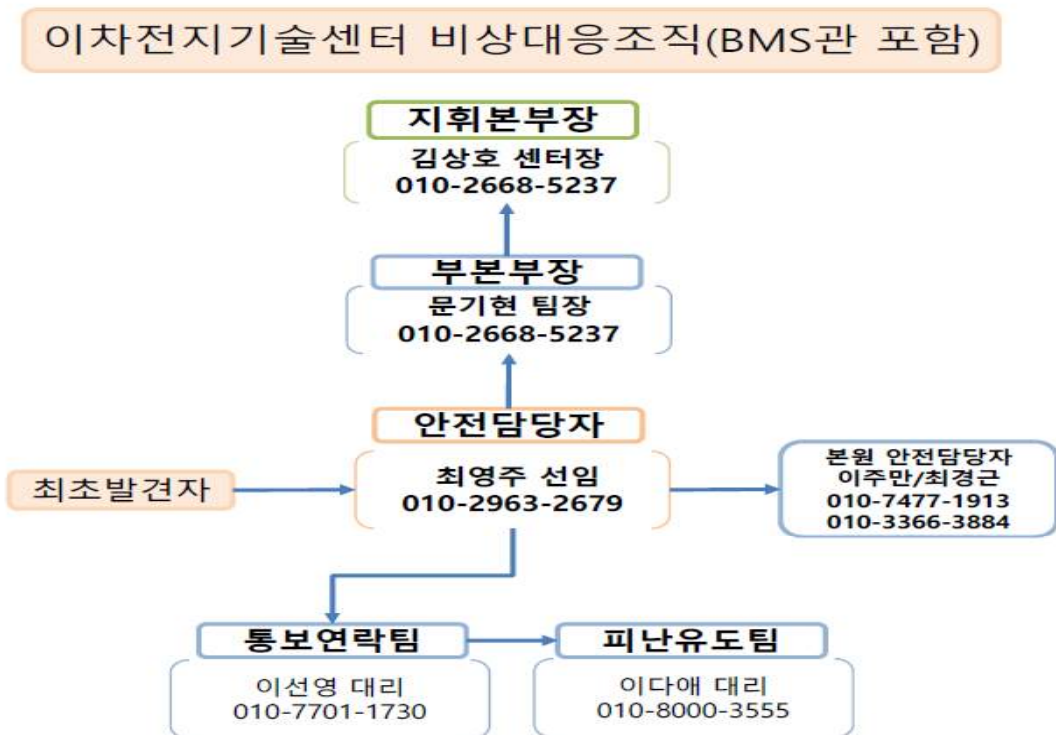 이차전지기술센터 비상대응조직(BMS관 포함)
지휘본부장
김상호 센터장
010-2668-5237
부본부장
문기현 팀장
010-2668-5237
안전담당자
최초발견자
최영주 선임
010-2963-2679
본원 안전담당자
이주만/최경근
010-7477-1913
010-3366-3884
통보연락팀
이선영 대리
010-7701-1730
피난유도팀
이다애 대리
010-8000-3555